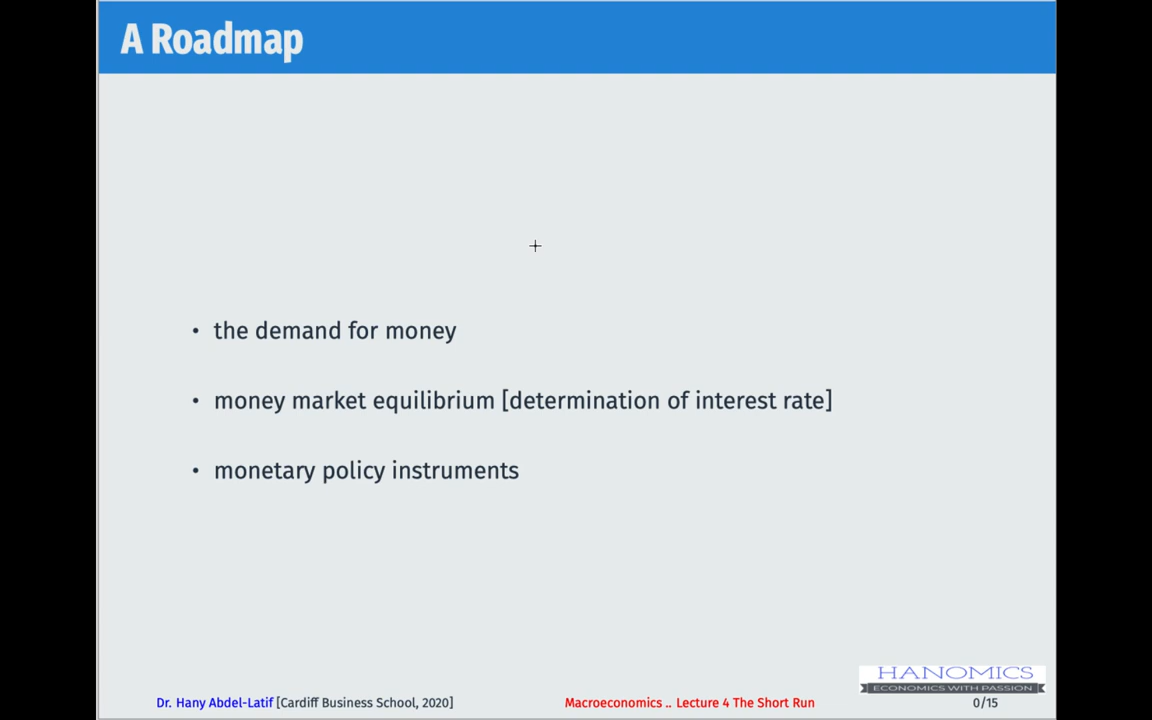 A Roadmap
• the demand for money
• money market equilibrium [determination of interest rate]
• monetary policy instruments
HANOMICS
ECONOMICS WITH PASSION
Dr. Hany Abdel-Latif [Cardiff Business School, 2020] Macroeconomics .. Lecture 4 The Short Run 0/15